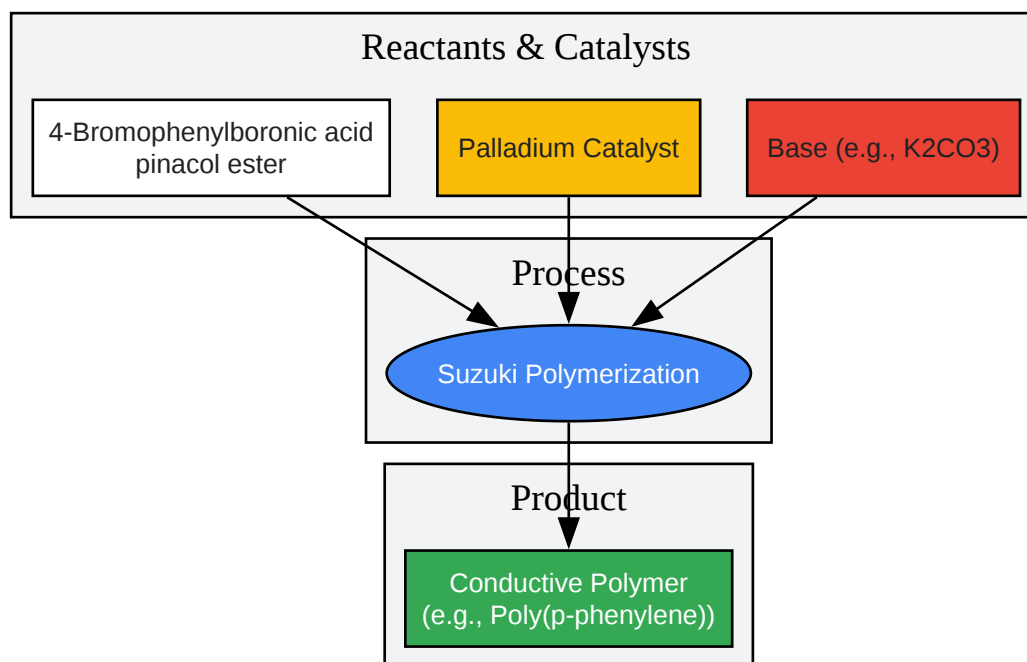 Reactants & Catalysts
4-Bromophenylboronic acid
pinacol ester
Palladium Catalyst
Base (e.g., K2CO3)
Process
Suzuki Polymerization
Product
Conductive Polymer
(e.g., Poly(p-phenylene))